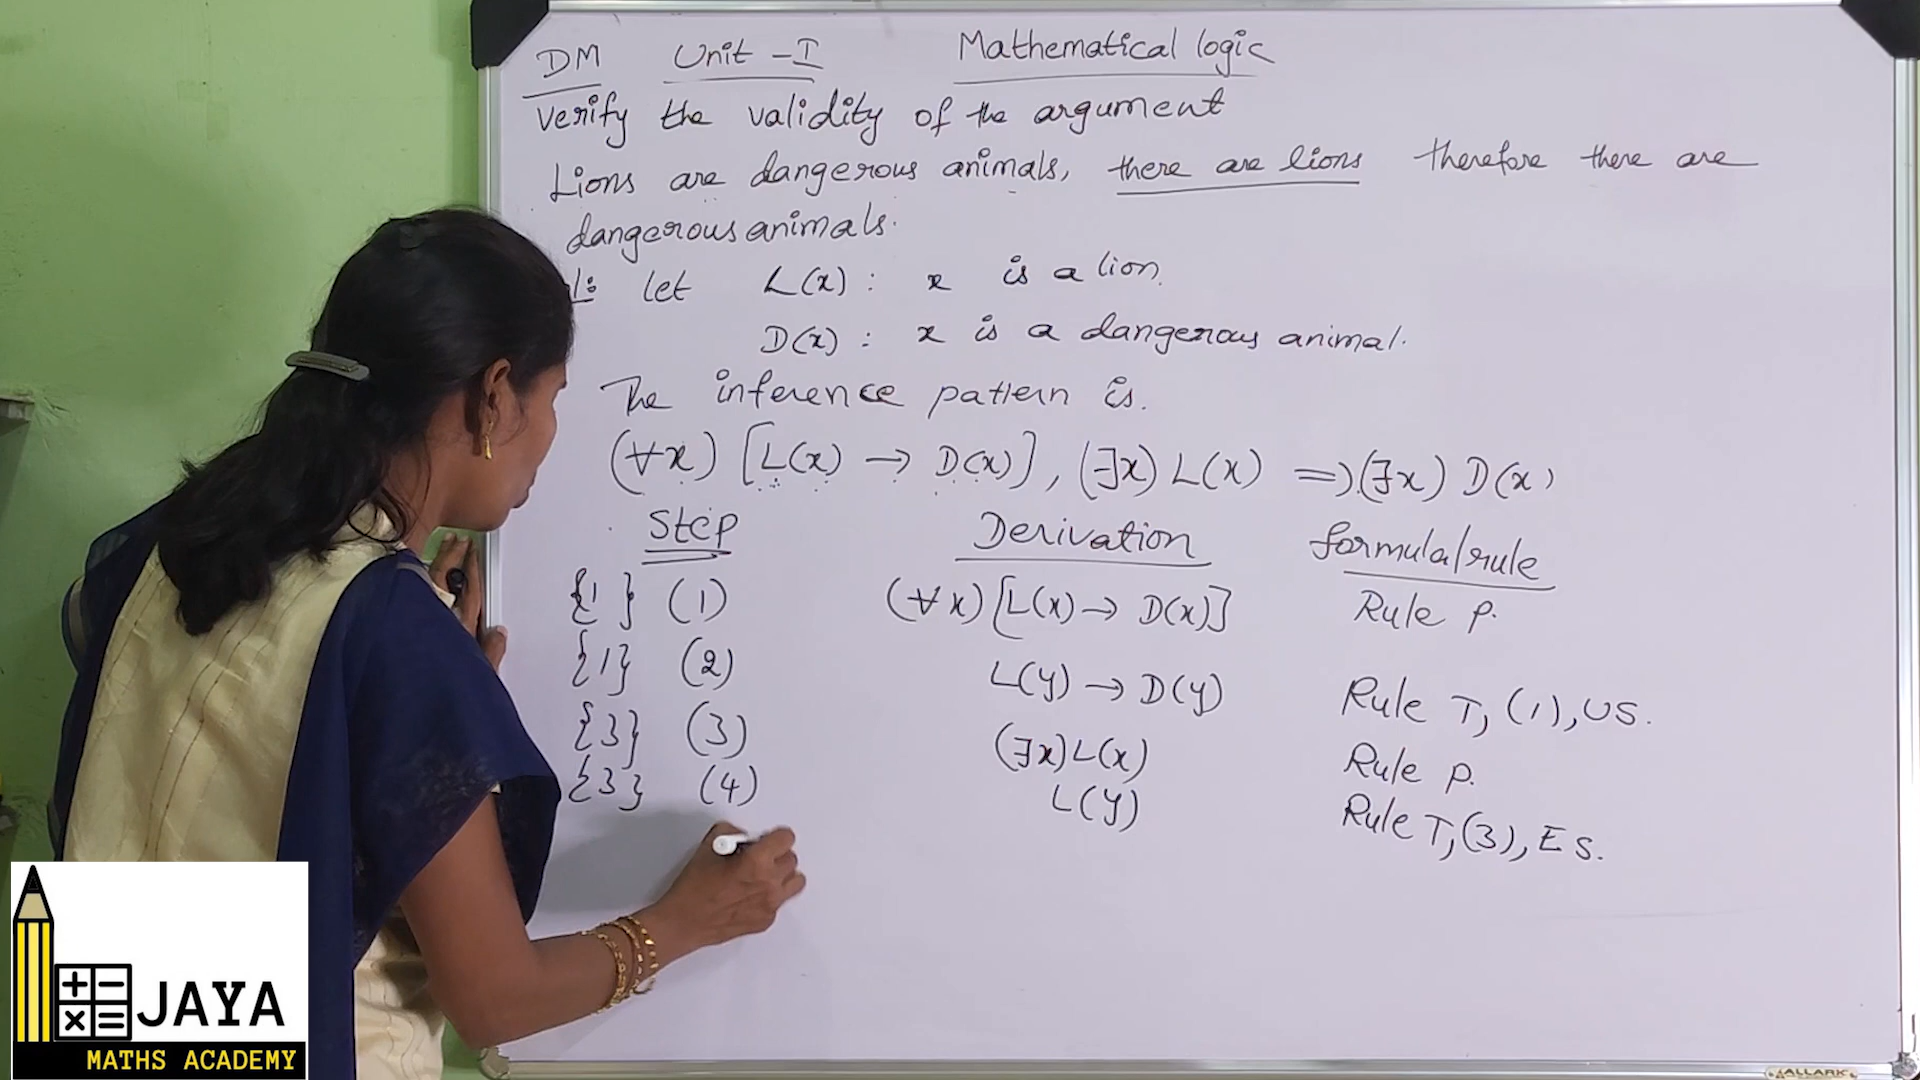 DM Unit - I Mathematical logic
Verify the validity of the argument
Lions are dangerous animals, there are lions therefore there are
dangerous animals.
l: let L(x) : x is a lion.
D(x) : x is a dangerous animal.
The inference pattern is.
(∀x) [L(x) → D(x)], (∃x) L(x) ⇒ (∃x) D(x)
Step Derivation formula/rule
{1} (1) (∀x) [L(x) → D(x)] Rule P.
{1} (2) L(y) → D(y) Rule T, (1), US.
{3} (3) (∃x) L(x) Rule P.
{3} (4) L(y) Rule T, (3), ES.
JAYA
MATHS ACADEMY
ALLARK